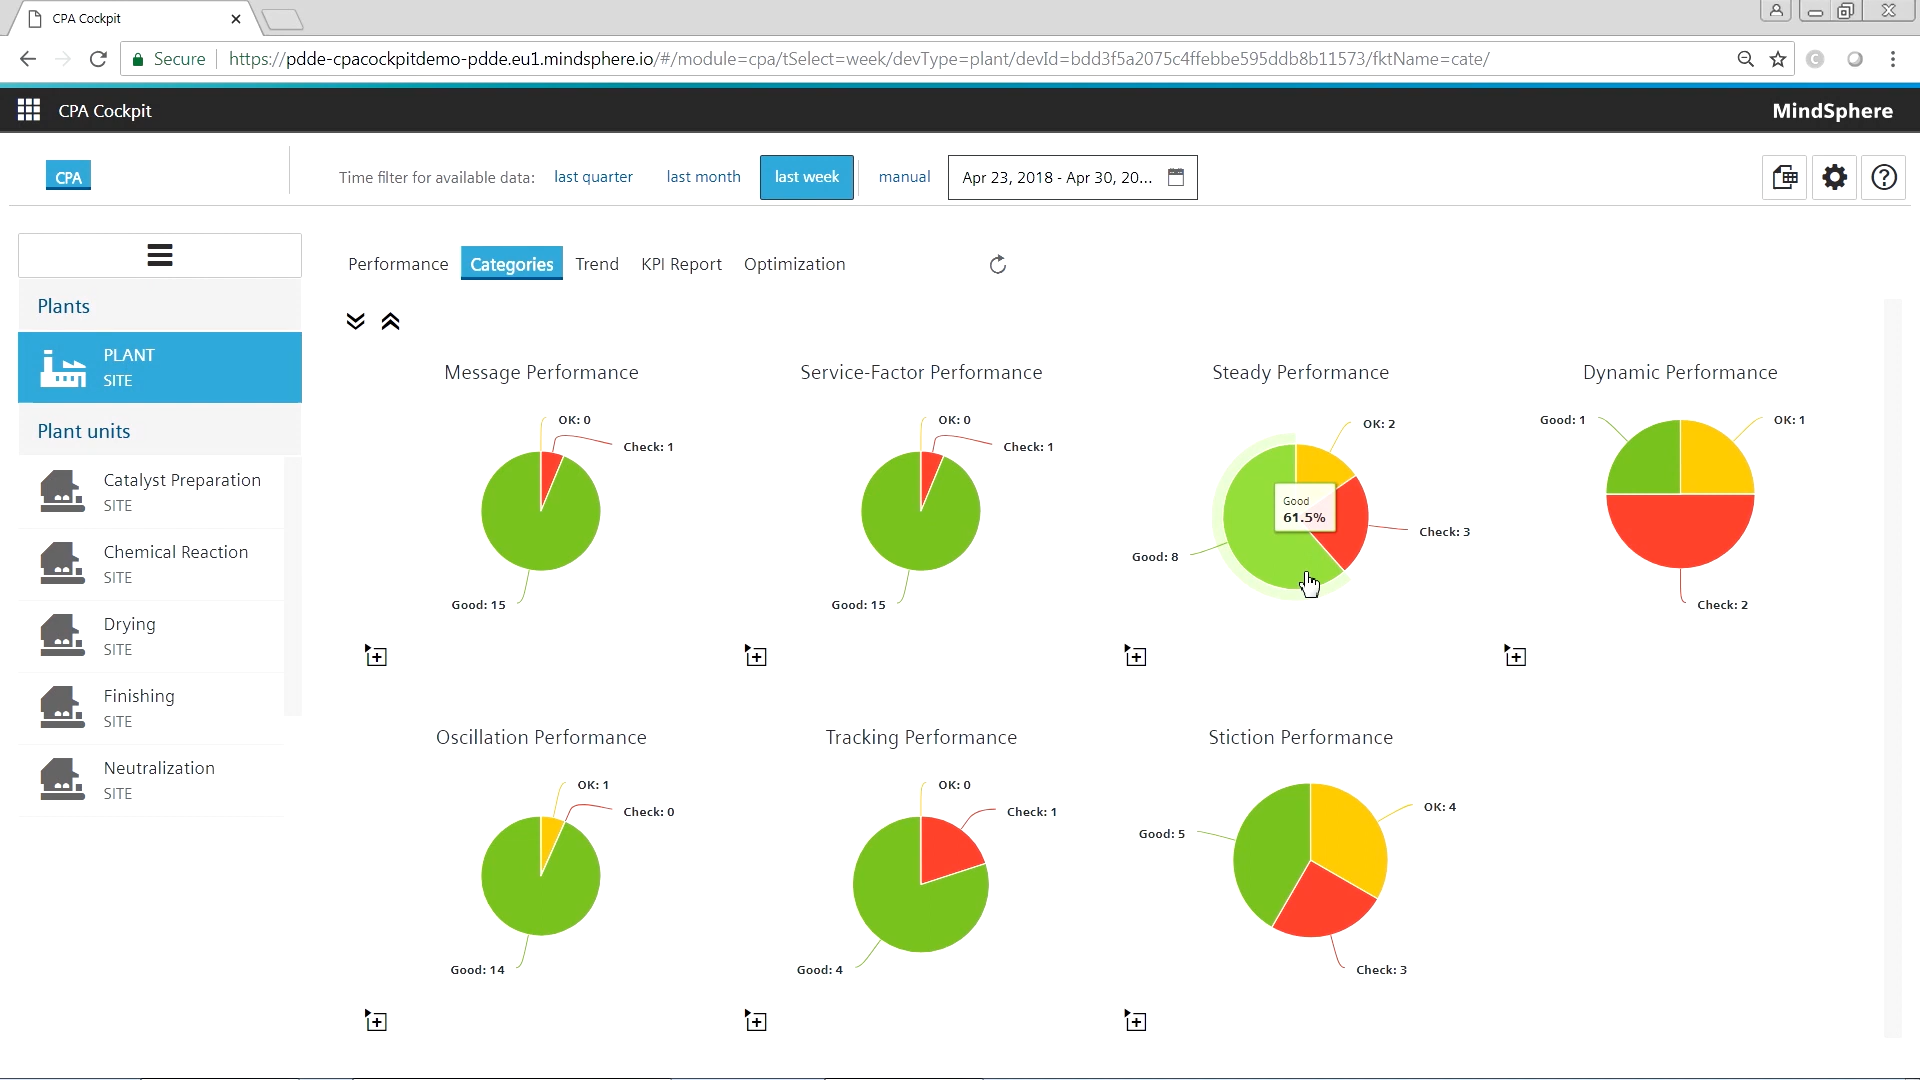 CPA Cockpit
Secure
https://pdde-cpacockpitdemo-pdde.eu1.mindsphere.io/#/module=cpa/tSelect=week/devType=plant/devId=bdd3f5a2075c4ffebbe595ddb8b11573/fktName=cate/
CPA Cockpit
MindSphere
CPA
Time filter for available data:
last quarter
last month
last week
manual
Apr 23, 2018 - Apr 30, 20...
Performance
Categories
Trend
KPI Report
Optimization
Plants
PLANT
SITE
Plant units
Catalyst Preparation
SITE
Chemical Reaction
SITE
Drying
SITE
Finishing
SITE
Neutralization
SITE
Message Performance
OK: 0
Check: 1
Good: 15
Service-Factor Performance
OK: 0
Check: 1
Good: 15
Steady Performance
OK: 2
Good
61.5%
Check: 3
Good: 8
Dynamic Performance
Good: 1
OK: 1
Check: 2
Oscillation Performance
OK: 1
Check: 0
Good: 14
Tracking Performance
OK: 0
Check: 1
Good: 4
Stiction Performance
OK: 4
Good: 5
Check: 3